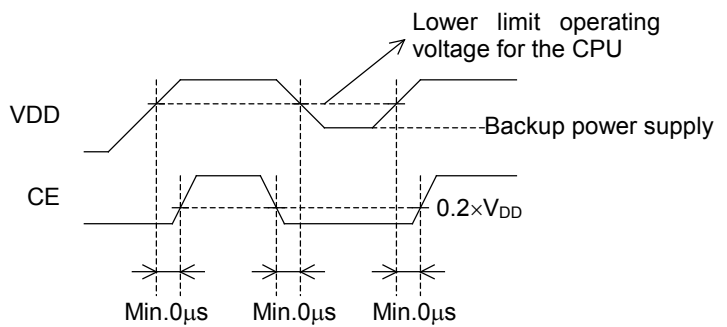 Lower limit operating
voltage for the CPU
VDD
Backup power supply
CE
0.2×VDD
Min.0μs Min.0μs Min.0μs